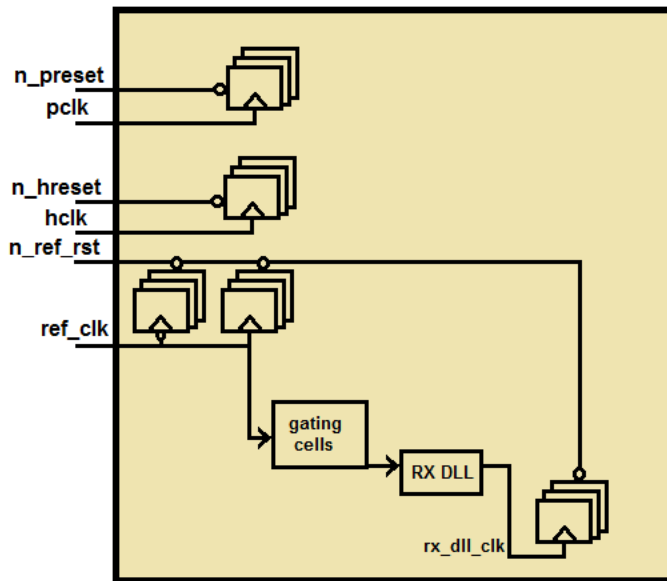 n_preset
pclk
n_hreset
hclk
n_ref_rst
ref_clk
gating
cells
RX DLL
rx_dll_clk